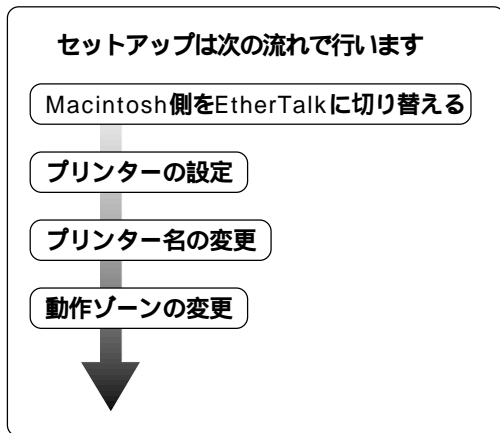 セットアップは次の流れで行います
Macintosh側をEtherTalkに切り替える
プリンターの設定
プリンター名の変更
動作ゾーンの変更